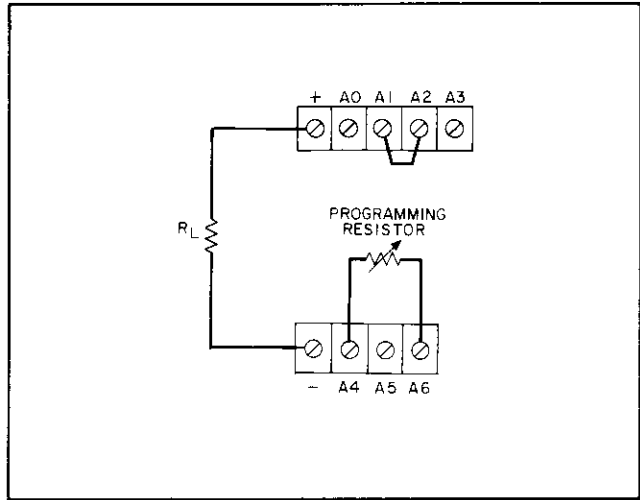 + A0 A1 A2 A3
PROGRAMMING
RESISTOR
RL
- A4 A5 A6